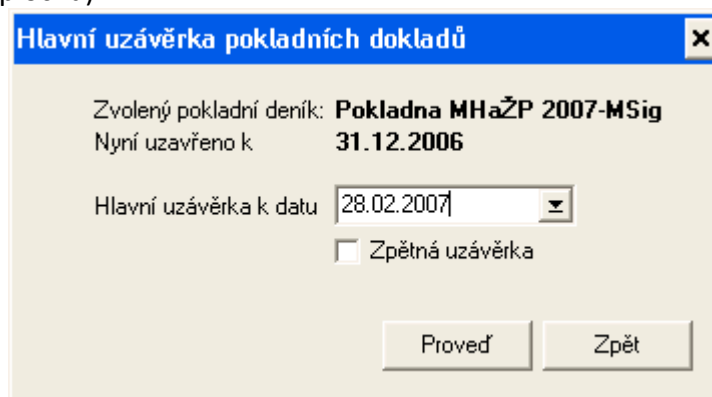 Hlavní uzávěrka pokladních dokladů
Zvolený pokladní deník: Pokladna MHaŽP 2007-MSig
Nyní uzavřeno k 31.12.2006
Hlavní uzávěrka k datu 28.02.2007
Zpětná uzávěrka
Proveď Zpět